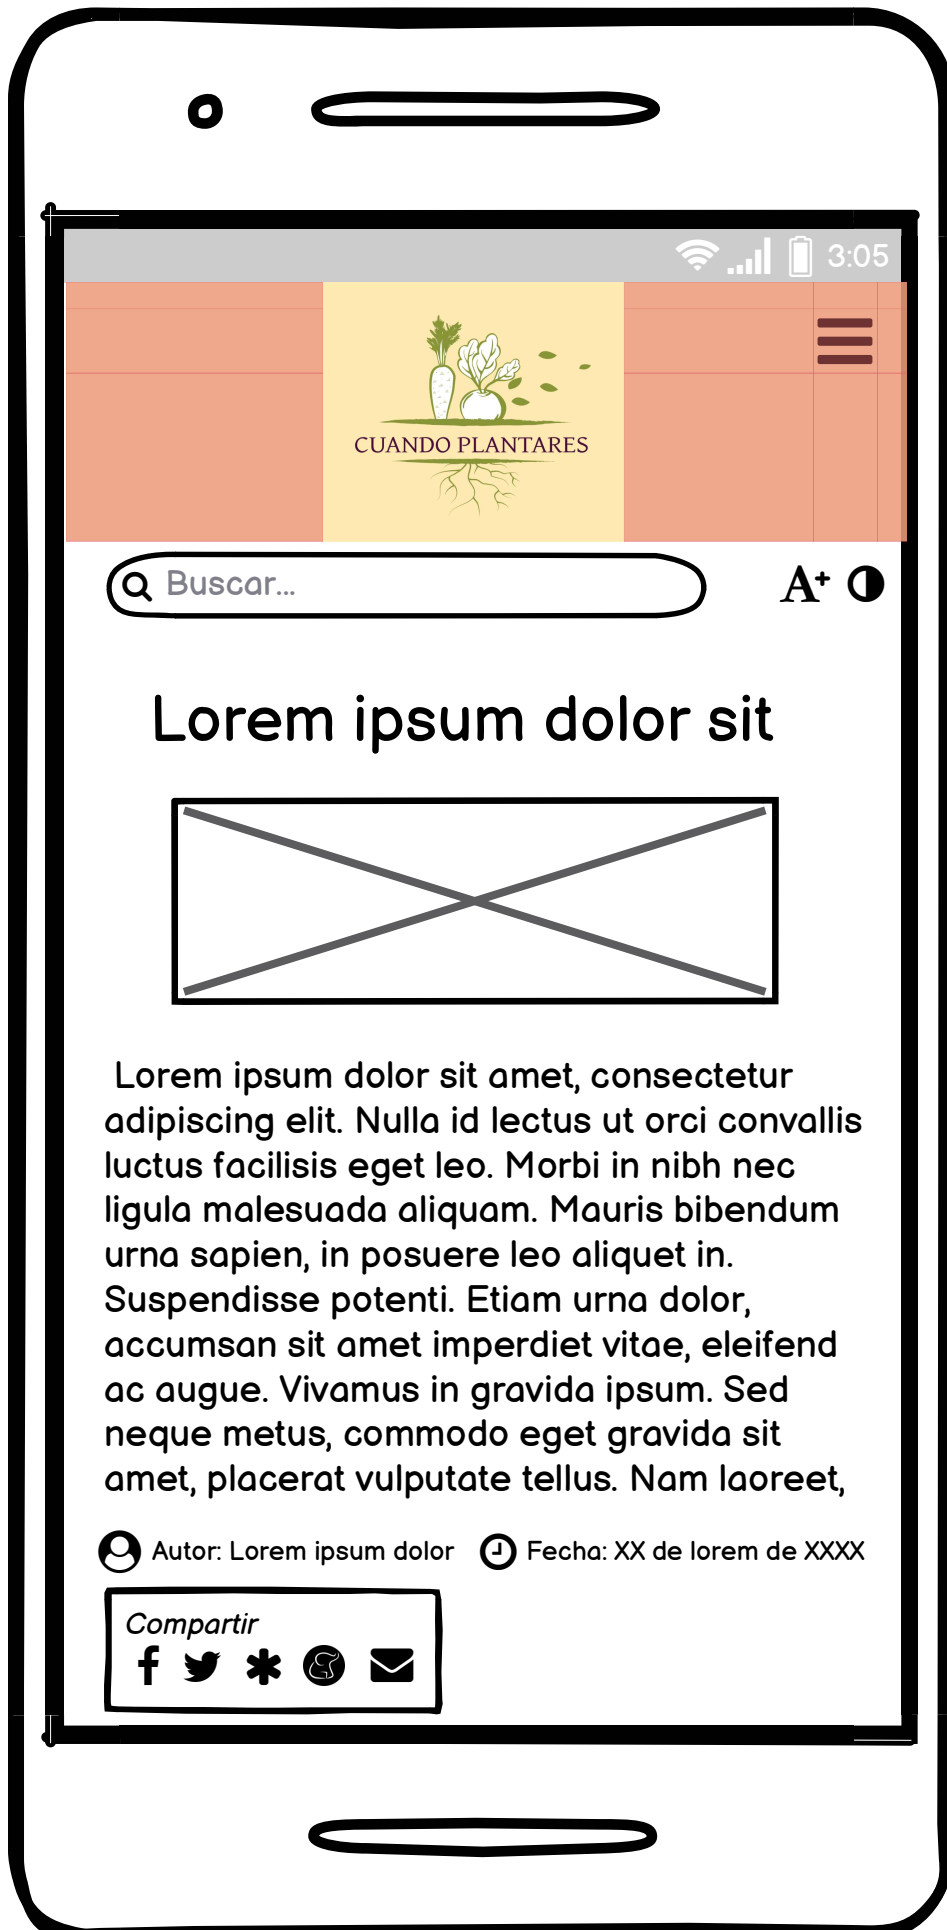 3:05
CUANDO PLANTARES
Buscar...
A+
Lorem ipsum dolor sit
Lorem ipsum dolor sit amet, consectetur
adipiscing elit. Nulla id lectus ut orci convallis
luctus facilisis eget leo. Morbi in nibh nec
ligula malesuada aliquam. Mauris bibendum
urna sapien, in posuere leo aliquet in.
Suspendisse potenti. Etiam urna dolor,
accumsan sit amet imperdiet vitae, eleifend
ac augue. Vivamus in gravida ipsum. Sed
neque metus, commodo eget gravida sit
amet, placerat vulputate tellus. Nam laoreet,
Autor: Lorem ipsum dolor Fecha: XX de lorem de XXXX
Compartir